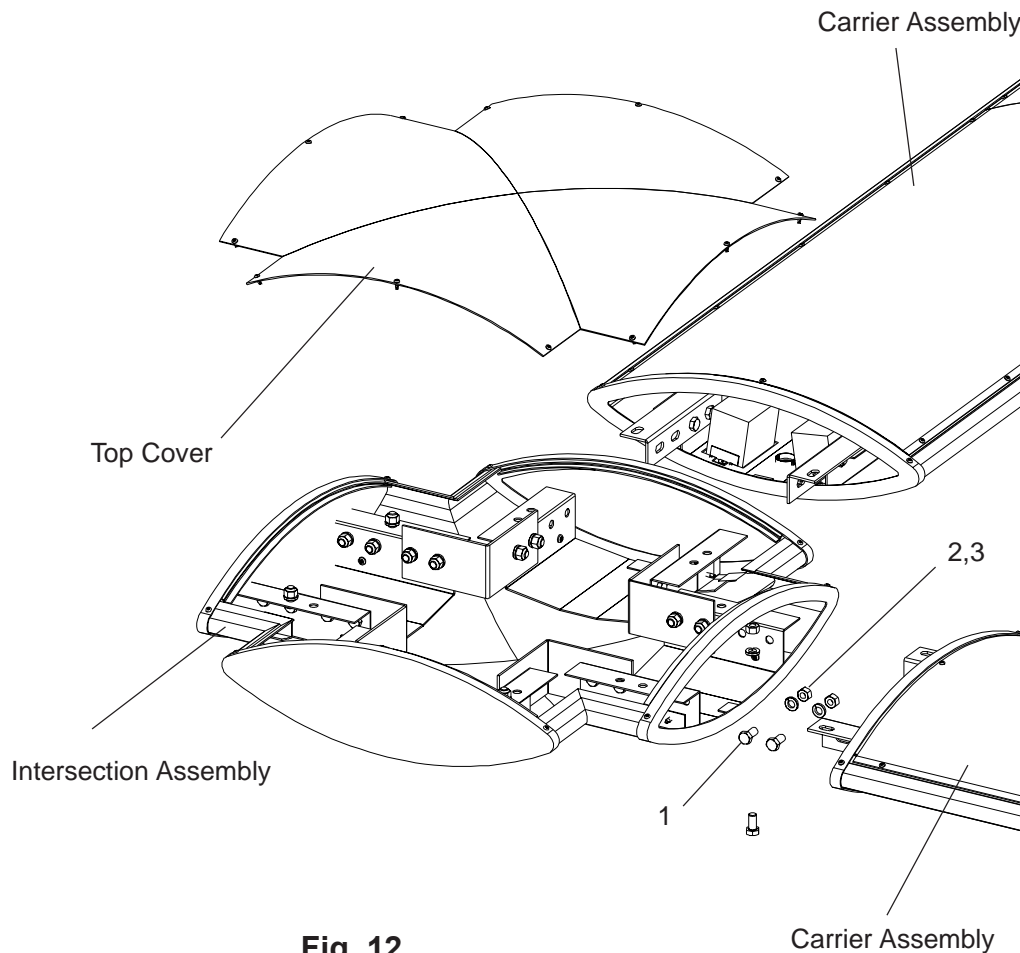 Carrier Assembly
Top Cover
2,3
Intersection Assembly
1
Carrier Assembly
Fig. 12